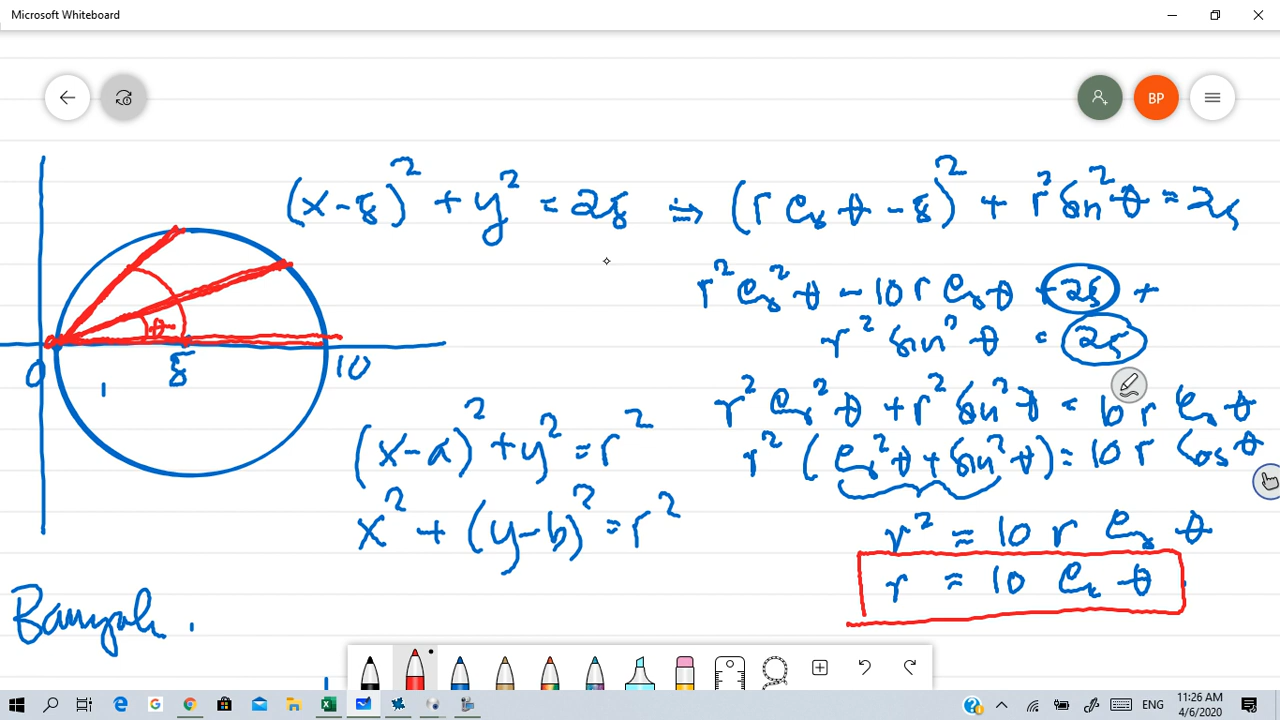 Microsoft Whiteboard
BP
(x-5)² + y² = 25 ⇒ (r cos θ - 5)² + r² sin² θ = 25
r² cos² θ - 10 r cos θ + 25 +
r² sin² θ = 25
r² cos² θ + r² sin² θ = 10 r cos θ
r² (cos² θ + sin² θ) = 10 r cos θ
r² = 10 r cos θ
r = 10 cos θ
θ
0 5 10
(x-a)² + y² = r²
x² + (y-b)² = r²
ENG
11:26 AM
4/6/2020